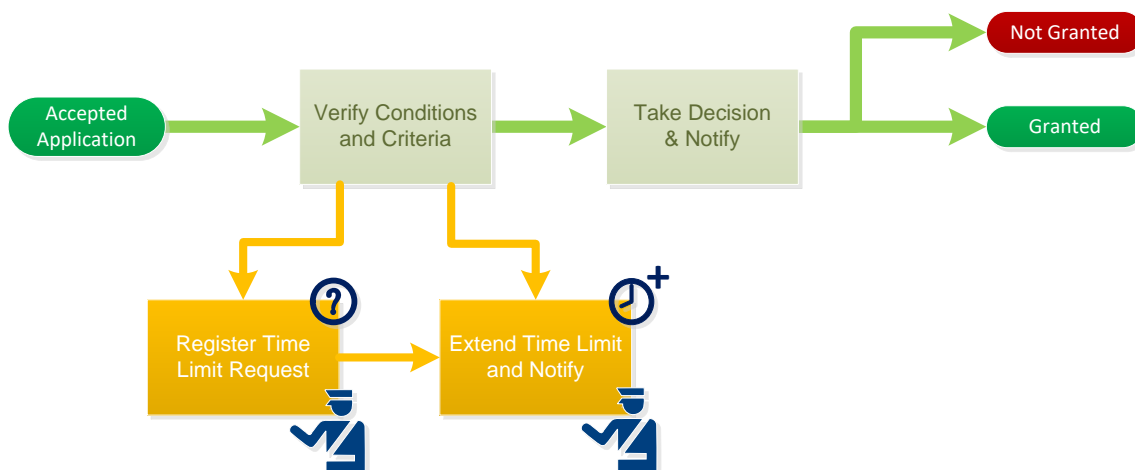 Not Granted
Accepted
Application
Verify Conditions
and Criteria
Take Decision
& Notify
Granted
Register Time
Limit Request
Extend Time Limit
and Notify